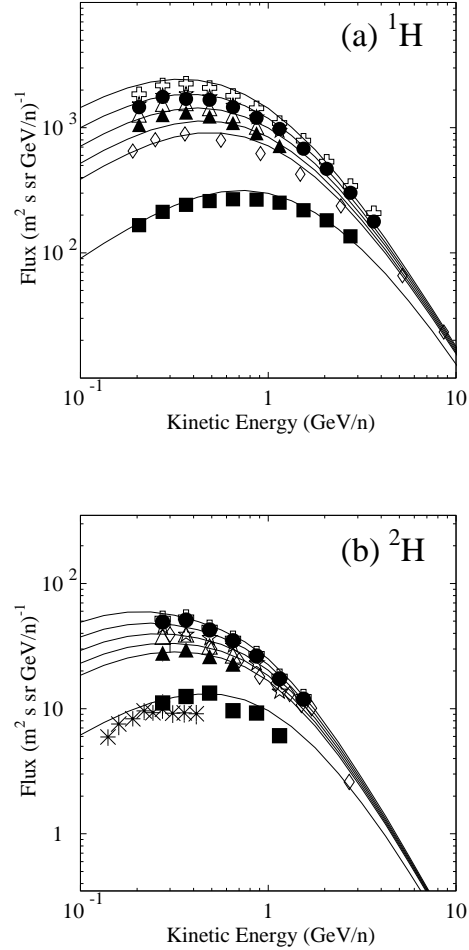 (a) ¹H
10³
10²
Flux (m² s sr GeV/n)⁻¹
10⁻¹ 1 10
Kinetic Energy (GeV/n)
(b) ²H
10²
10
1
Flux (m² s sr GeV/n)⁻¹
10⁻¹ 1 10
Kinetic Energy (GeV/n)